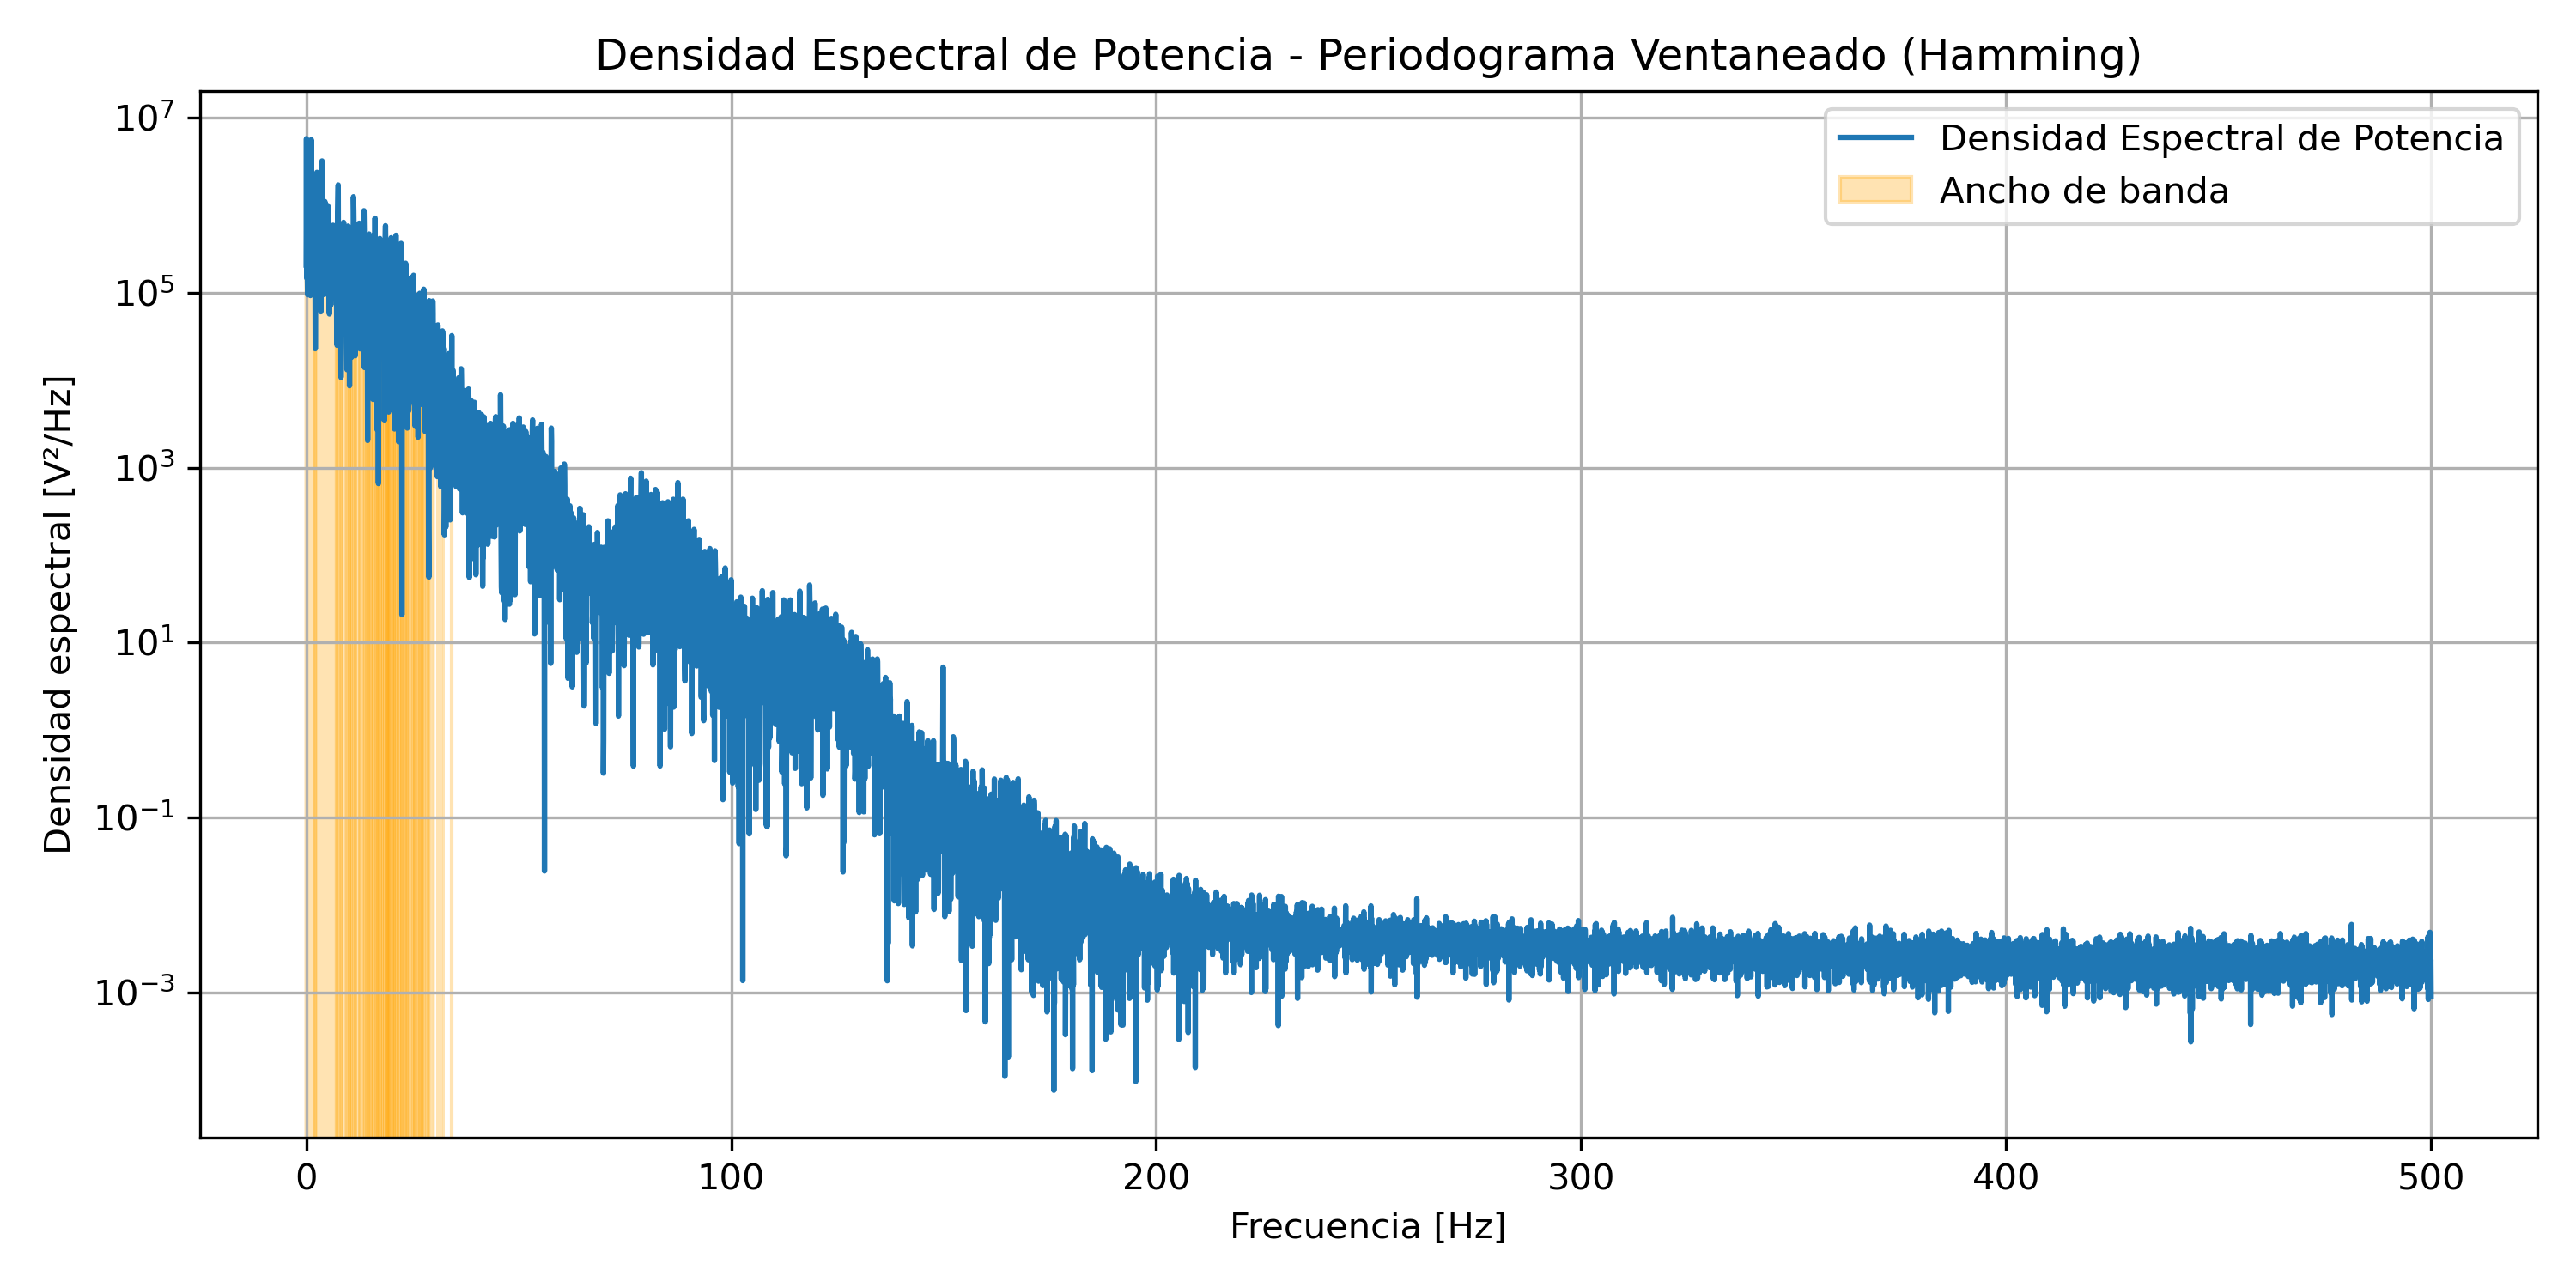 Densidad Espectral de Potencia - Periodograma Ventaneado (Hamming)
Densidad Espectral de Potencia
Ancho de banda
Densidad espectral [V²/Hz]
10⁷
10⁵
10³
10¹
10⁻¹
10⁻³
0 100 200 300 400 500
Frecuencia [Hz]